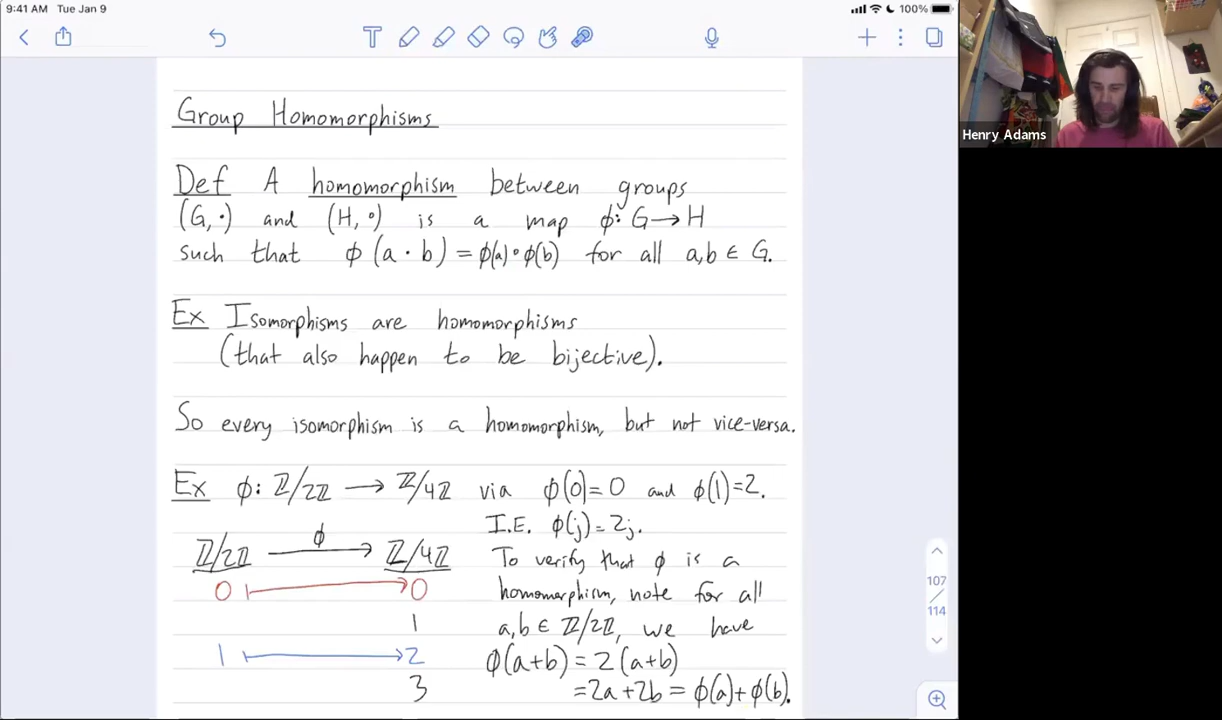 9:41 AM Tue Jan 9
100%
Group Homomorphisms
Def A homomorphism between groups
(G,·) and (H,∘) is a map ϕ: G→H
such that ϕ(a · b) = ϕ(a)∘ϕ(b) for all a,b ∈ G.
Ex Isomorphisms are homomorphisms
(that also happen to be bijective).
So every isomorphism is a homomorphism, but not vice-versa.
Ex ϕ: ℤ/2ℤ → ℤ/4ℤ via ϕ(0)=0 and ϕ(1)=2.
I.E. ϕ(j)=2j.
ℤ/2ℤ ϕ→ ℤ/4ℤ
0 ↦ 0
1
1 ↦ 2
3
To verify that ϕ is a
homomorphism, note for all
a,b ∈ ℤ/2ℤ, we have
ϕ(a+b) = 2(a+b)
=2a+2b = ϕ(a)+ϕ(b).
107
/
114
Henry Adams